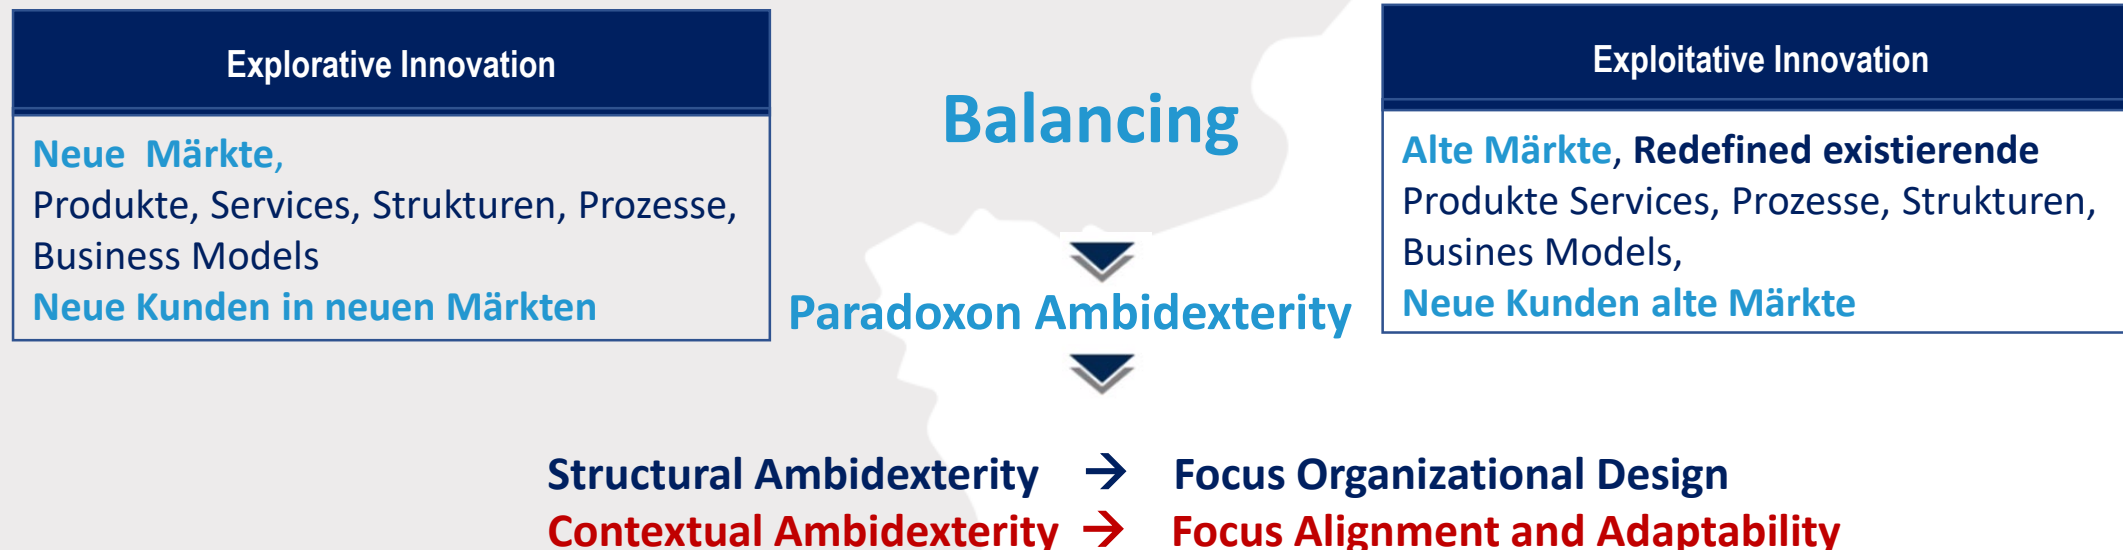 Explorative Innovation
Neue Märkte,
Produkte, Services, Strukturen, Prozesse,
Business Models
Neue Kunden in neuen Märkten
Balancing
Paradoxon Ambidexterity
Exploitative Innovation
Alte Märkte, Redefined existierende
Produkte Services, Prozesse, Strukturen,
Busines Models,
Neue Kunden alte Märkte
Structural Ambidexterity → Focus Organizational Design
Contextual Ambidexterity → Focus Alignment and Adaptability